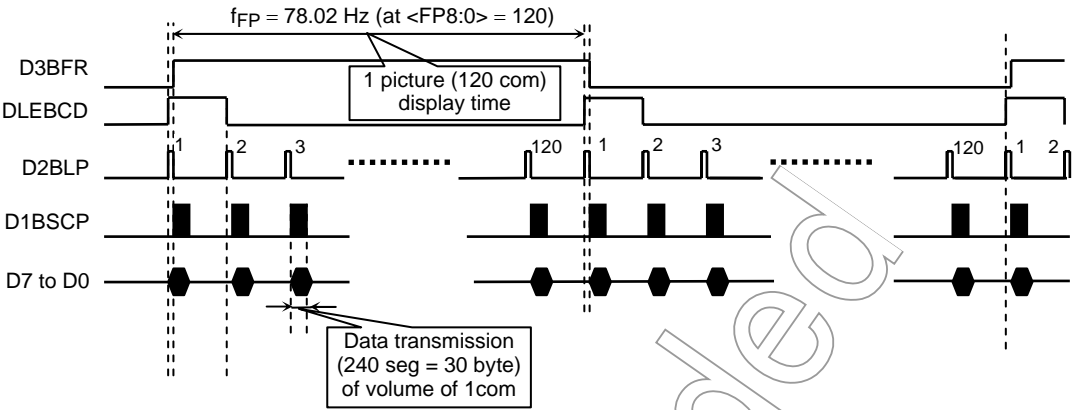 fFP = 78.02 Hz (at <FP8:0> = 120)
D3BFR
1 picture (120 com)
display time
DLEBCD
D2BLP
1 2 3 120 1 2 3 120 1 2
D1BSCP
D7 to D0
Data transmission
(240 seg = 30 byte)
of volume of 1com